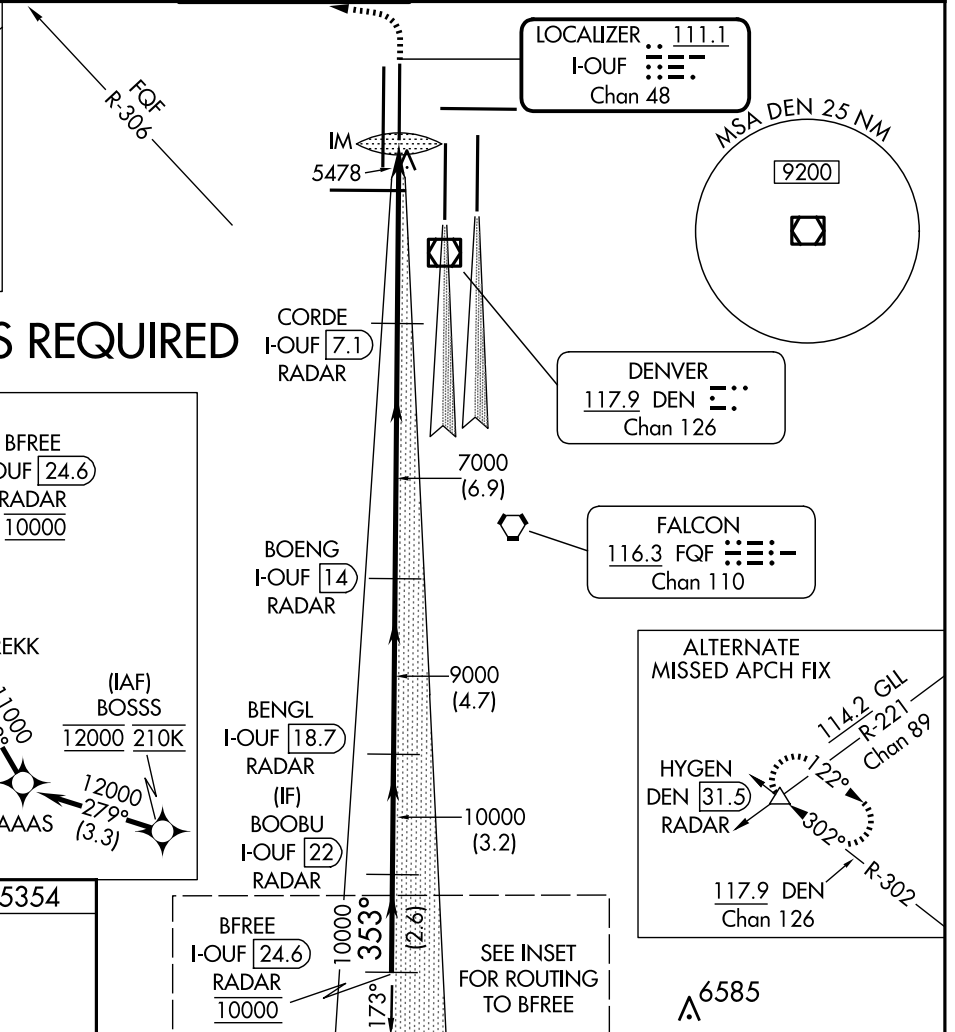 LOCALIZER 111.1
I-OUF
Chan 48
FQF
R-306
IM
5478
MSA DEN 25 NM
9200
S REQUIRED
CORDE
I-OUF 7.1
RADAR
DENVER
117.9 DEN
Chan 126
BFREE
OUF 24.6
RADAR
10000
7000
(6.9)
FALCON
116.3 FQF
Chan 110
BOENG
I-OUF 14
RADAR
EKK
11000
(IAF)
BOSSS
12000 210K
12000
279°
(3.3)
AAAS
9000
(4.7)
BENGL
I-OUF 18.7
RADAR
(IF)
BOOBU
I-OUF 22
RADAR
10000
(3.2)
ALTERNATE
MISSED APCH FIX
114.2 GLL
R-221
Chan 89
HYGEN
DEN 31.5
RADAR
122°
302°
R-302
117.9 DEN
Chan 126
5354
BFREE
I-OUF 24.6
RADAR
10000
10000
353°
(2.6)
173°
SEE INSET
FOR ROUTING
TO BFREE
6585